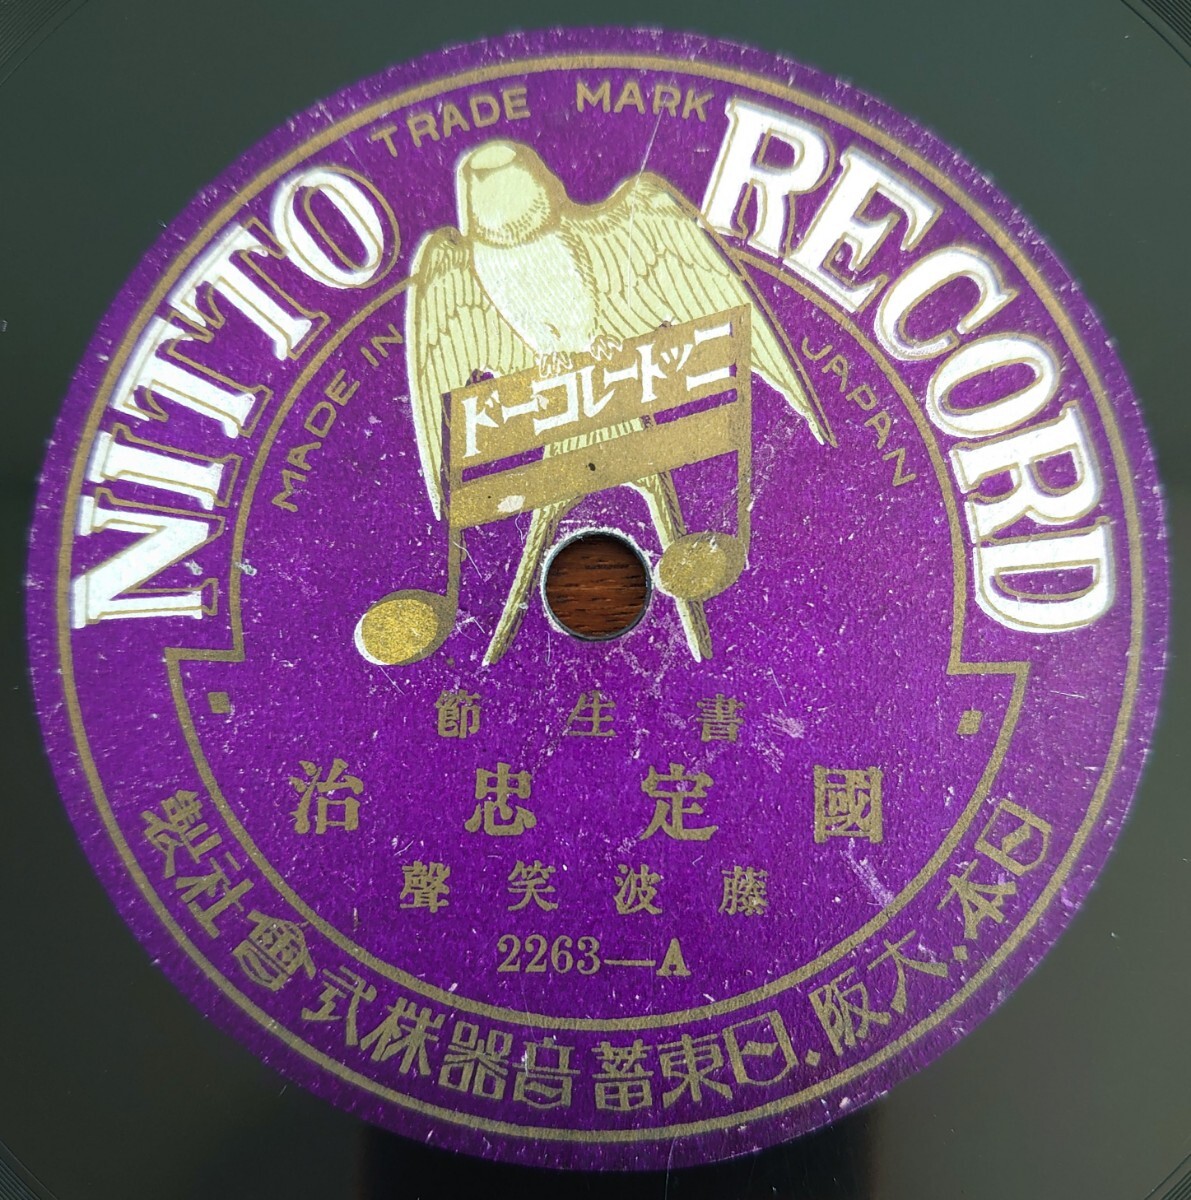 TRADE MARK
NITTO RECORD
MADE IN JAPAN
ニットーレコード
書生節
國定忠治
藤波笑聲
2263—A
日本.大阪.日東蓄音器株式會社製